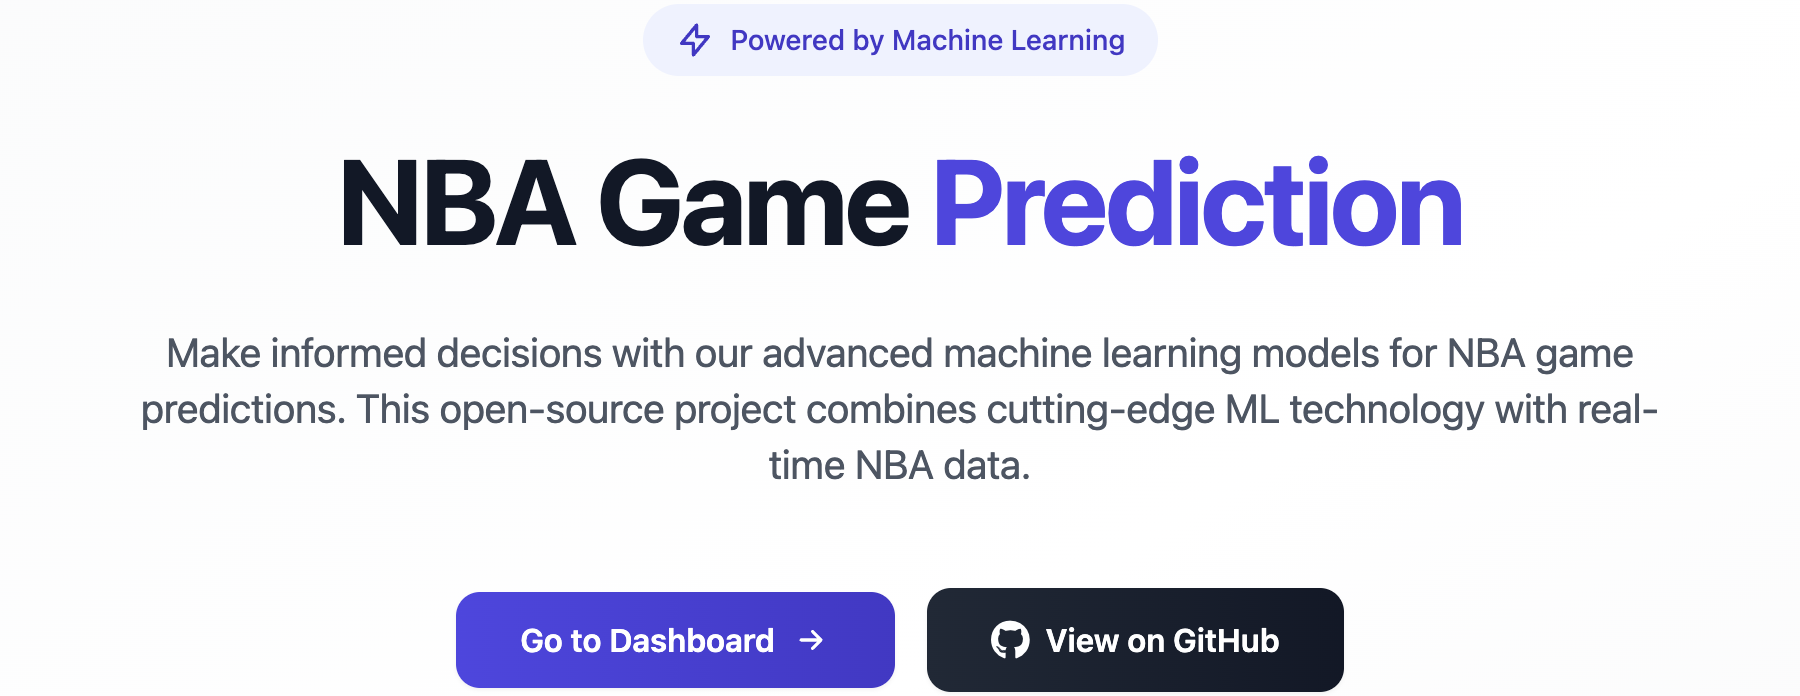 Powered by Machine Learning
NBA Game Prediction
Make informed decisions with our advanced machine learning models for NBA game
predictions. This open-source project combines cutting-edge ML technology with real-
time NBA data.
Go to Dashboard →
View on GitHub